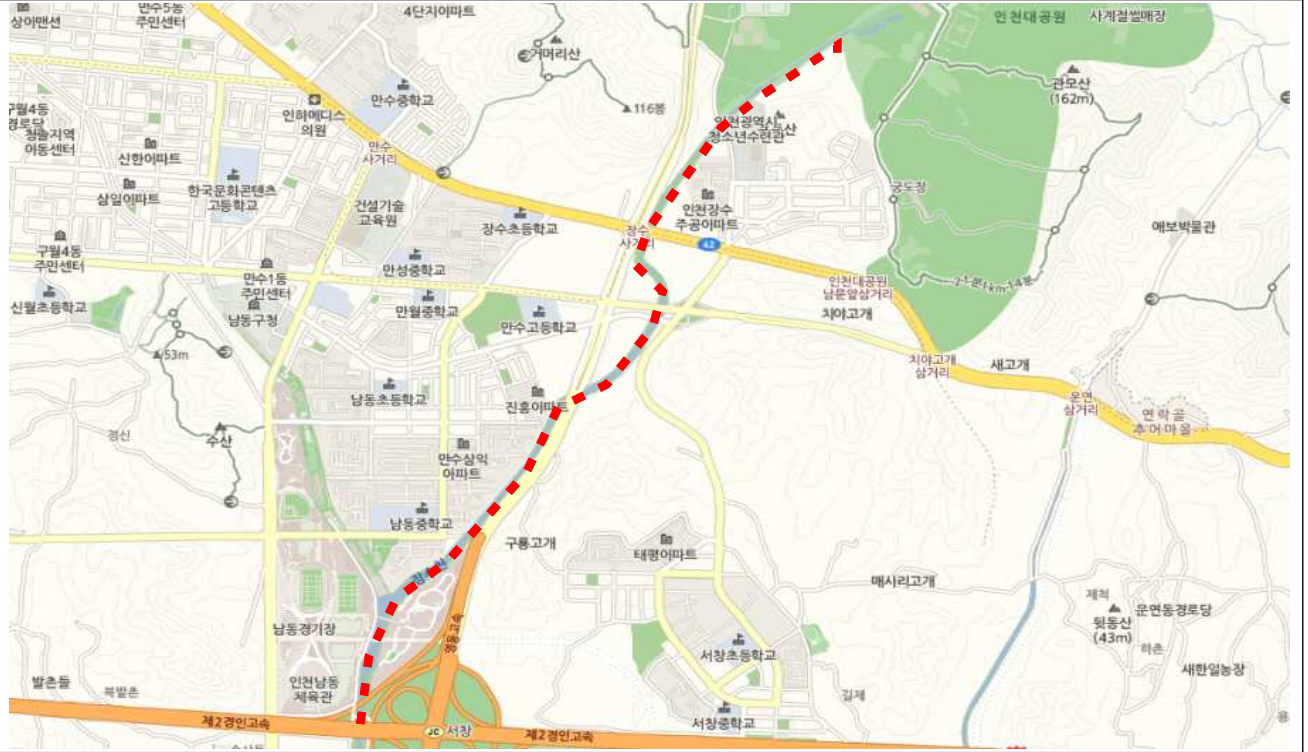 상아맨션
만수5동
주민센터
4단지아파트
인천대공원
사계절썰매장
거머리산
관모산
(162m)
만수중학교
인하메디스
의원
116봉
인천광역시
청소년수련관
구월4동
경로당
청솔지역
아동센터
신한아파트
삼일아파트
한국문화콘텐츠
고등학교
만수
사거리
건설기술
교육원
장수초등학교
장수
사거리
인천장수
주공아파트
42
궁도장
애보박물관
구월4동
주민센터
만수1동
주민센터
만성중학교
인천대공원
남문앞삼거리
2.1km
신월초등학교
남동구청
만월중학교
만수고등학교
치야고개
53m
치야고개
삼거리
새고개
남동초등학교
진흥아파트
운연
삼거리
연락골
추어마을
경신
수산
만수삼익
아파트
남동중학교
구룡고개
태평아파트
매사리고개
장수천
제척
뒷동산
(43m)
운연동경로당
하촌
남동경기장
영동고속
서창초등학교
새한일농장
발촌들
북발촌
인천남동
체육관
길제
제2경인고속
JC 서창
제2경인고속
서창중학교